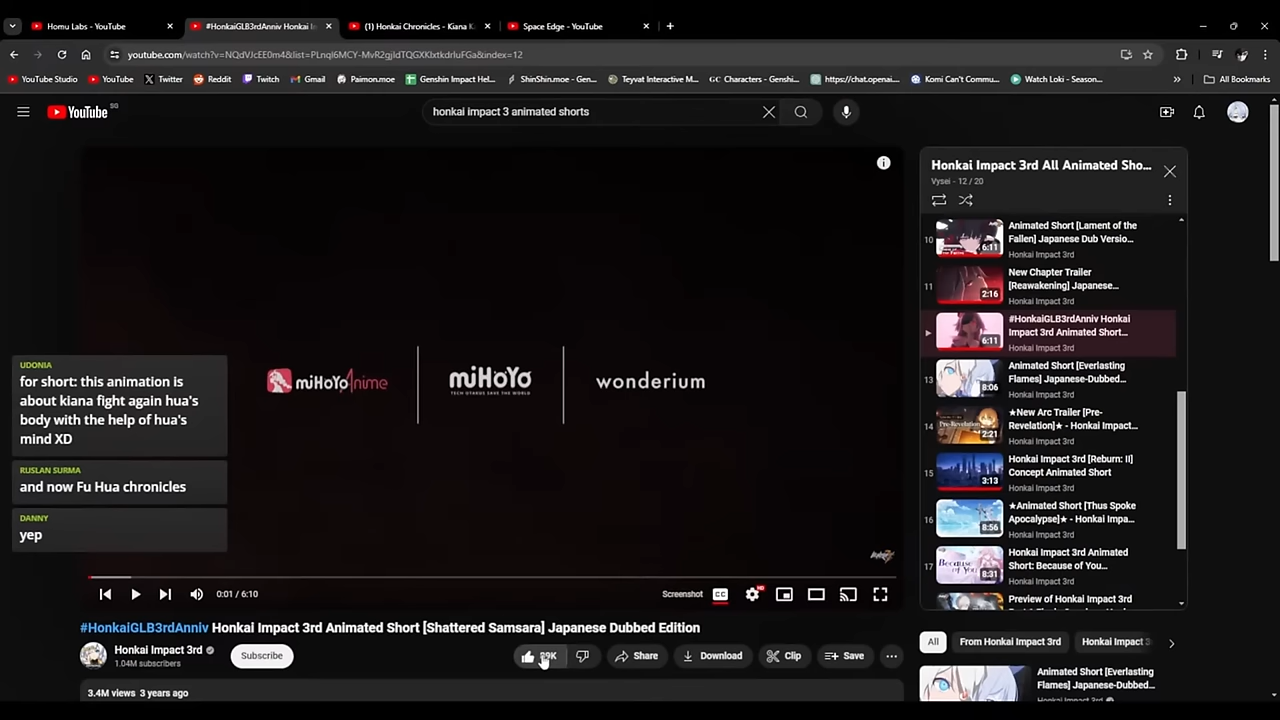 Homu Labs - YouTube
#HonkaiGLB3rdAnniv Honkai I
(1) Honkai Chronicles - Kiana K
Space Edge - YouTube
youtube.com/watch?v=NQdVJcEE0m4&list=PLnql6MCY-MvR2gjIdTQGXKlxtkdrluFGa&index=12
YouTube Studio
YouTube
Twitter
Reddit
Twitch
Gmail
Paimon.moe
Genshin Impact Hel...
ShinShin.moe - Gen...
Teyvat Interactive M...
GC Characters - Genshi...
https://chat.openai...
Komi Can't Commu...
Watch Loki - Season...
All Bookmarks
YouTube SG
honkai impact 3 animated shorts
miHoYo Anime
miHoYo
TECH OTAKUS SAVE THE WORLD
wonderium
UDONIA
for short: this animation is
about kiana fight again hua's
body with the help of hua's
mind XD
RUSLAN SURMA
and now Fu Hua chronicles
DANNY
yep
0:01 / 6:10
Screenshot
CC
HD
#HonkaiGLB3rdAnniv Honkai Impact 3rd Animated Short [Shattered Samsara] Japanese Dubbed Edition
Honkai Impact 3rd
1.04M subscribers
Subscribe
Share
Download
Clip
Save
3.4M views 3 years ago
Honkai Impact 3rd All Animated Sho...
Vysei - 12 / 20
10
6:11
Animated Short [Lament of the
Fallen] Japanese Dub Versio...
Honkai Impact 3rd
11
2:16
New Chapter Trailer
[Reawakening] Japanese...
Honkai Impact 3rd
6:11
#HonkaiGLB3rdAnniv Honkai
Impact 3rd Animated Short...
Honkai Impact 3rd
13
8:06
Animated Short [Everlasting
Flames] Japanese-Dubbed...
Honkai Impact 3rd
14
Pre-Revelation
2:21
★New Arc Trailer [Pre-
Revelation]★ - Honkai Impact...
Honkai Impact 3rd
15
3:13
Honkai Impact 3rd [Reburn: II]
Concept Animated Short
Honkai Impact 3rd
16
8:56
★Animated Short [Thus Spoke
Apocalypse]★ - Honkai Impa...
Honkai Impact 3rd
17
Because of You
8:31
Honkai Impact 3rd Animated
Short: Because of You...
Honkai Impact 3rd
Preview of Honkai Impact 3rd
All
From Honkai Impact 3rd
Honkai Impact 3
Animated Short [Everlasting
Flames] Japanese-Dubbed...
Honkai Impact 3rd